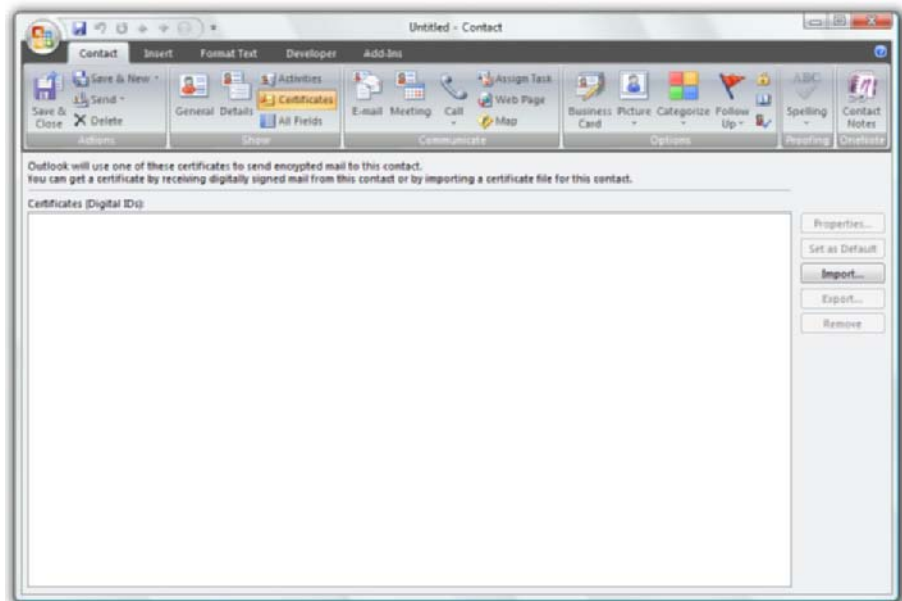 Untitled - Contact
Contact Insert Format Text Developer Add-Ins
Save & Close
Save & New
Send
Delete
Actions
General
Details
Activities
Certificates
All Fields
Show
E-mail
Meeting
Call
Assign Task
Web Page
Map
Communicate
Business Card
Picture
Categorize
Follow Up
Options
ABC
Spelling
Proofing
Contact Notes
OneNote
Outlook will use one of these certificates to send encrypted mail to this contact.
You can get a certificate by receiving digitally signed mail from this contact or by importing a certificate file for this contact.
Certificates (Digital IDs):
Properties...
Set as Default
Import...
Export...
Remove